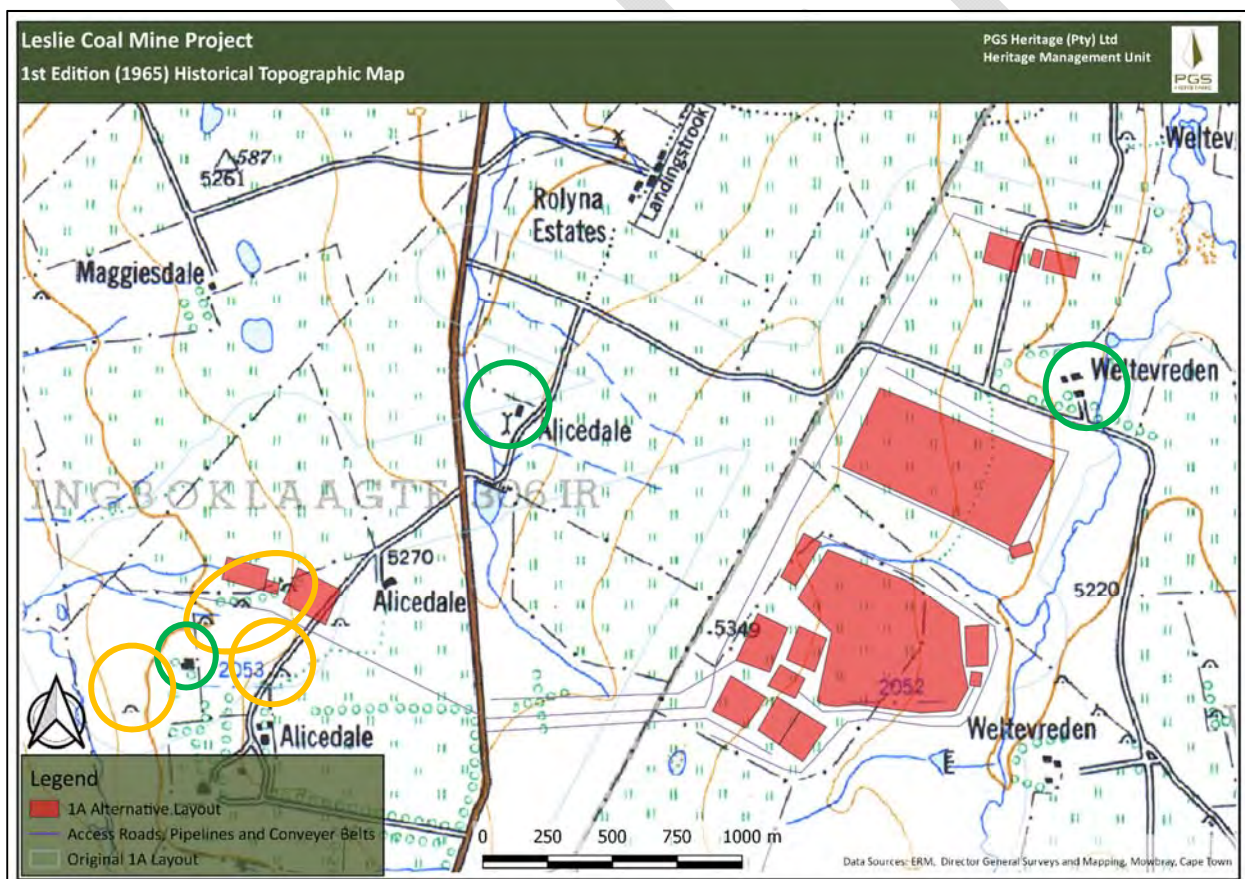 Leslie Coal Mine Project
1st Edition (1965) Historical Topographic Map
PGS Heritage (Pty) Ltd
Heritage Management Unit
PGS
587
5261
Landingstrook
Weltev
Rolyna
Estates
Maggiesdale
Weltevreden
Alicedale
INGBOKLAAGTE 306 IR
5270
Alicedale
5220
5349
2053
2052
Weltevreden
Alicedale
Legend
1A Alternative Layout
Access Roads, Pipelines and Conveyer Belts
Original 1A Layout
0 250 500 750 1000 m
Data Sources: ERM, Director General Surveys and Mapping, Mowbray, Cape Town